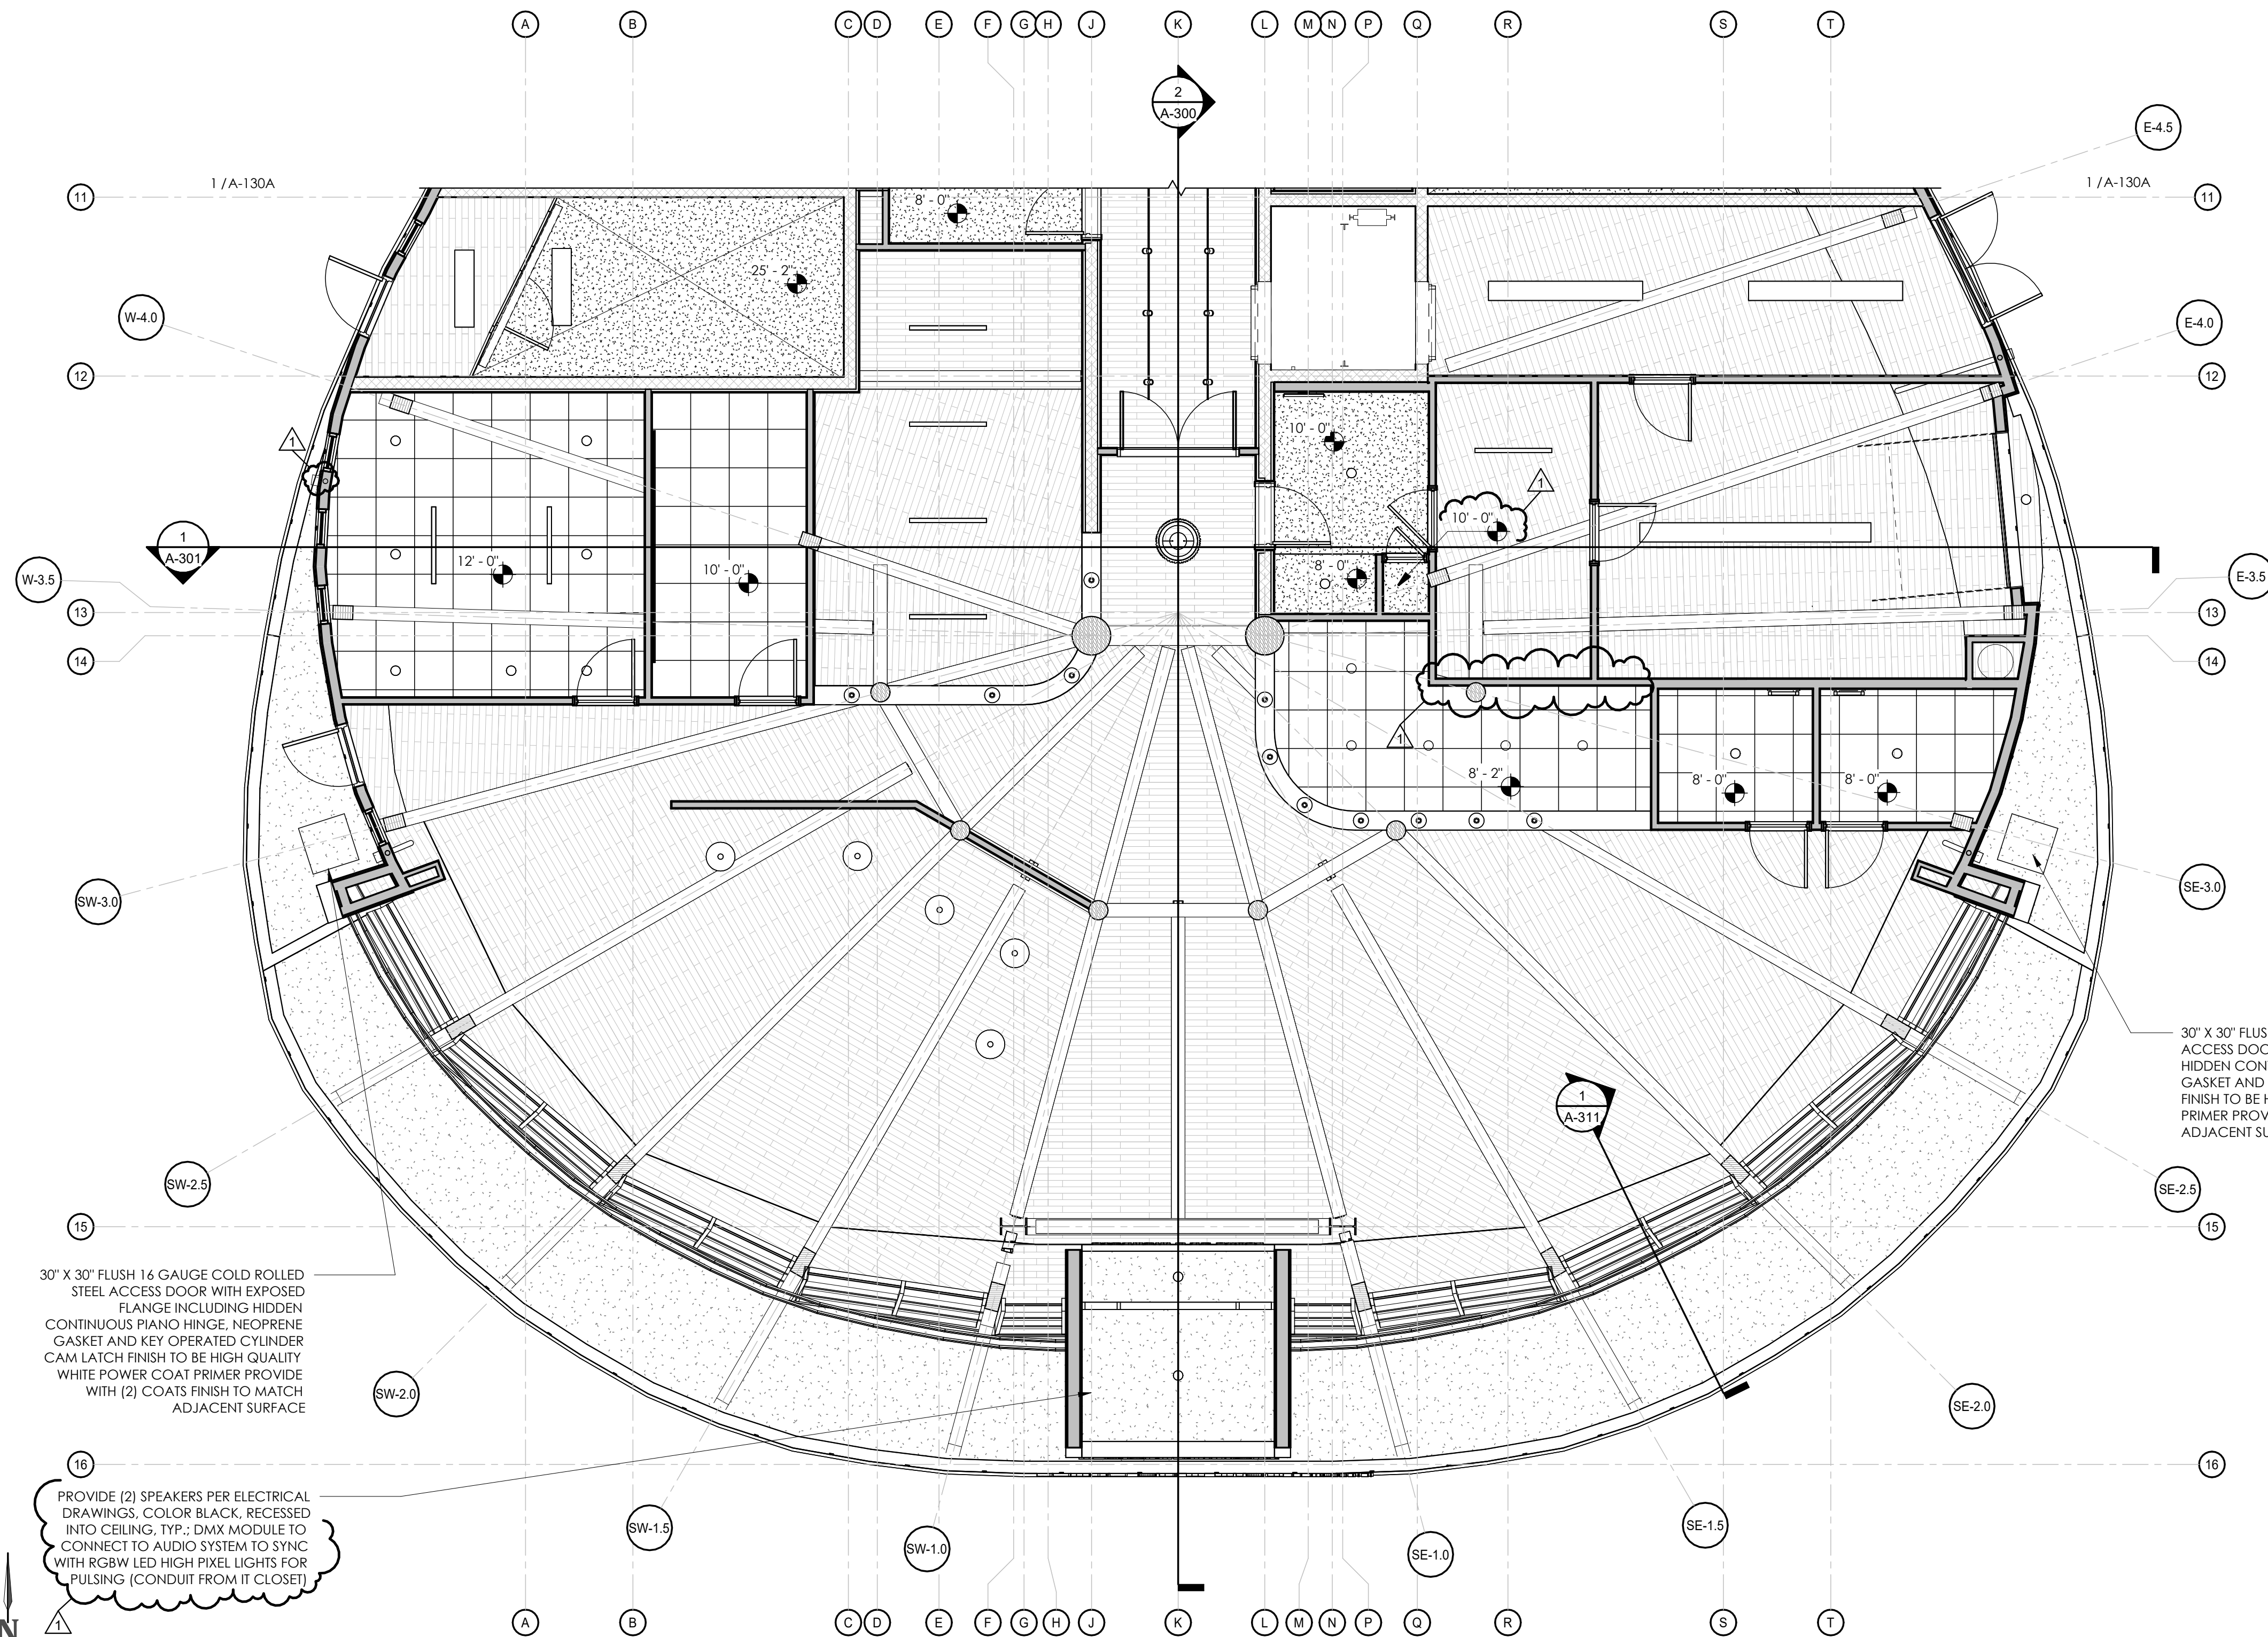 A B C D E F G H J K L M N P Q R S T
2
A-300
E-4.5
1 / A-130A
1 / A-130A
11
11
8' - 0"
25' - 2"
W-4.0
E-4.0
12
12
1
10' - 0"
1
10' - 0"
1
A-301
12' - 0"
10' - 0"
8' - 0"
W-3.5
E-3.5
13
13
14
14
1
8' - 2"
8' - 0"
8' - 0"
SW-3.0
SE-3.0
30" X 30" FLUS
ACCESS DOO
HIDDEN CON
GASKET AND
FINISH TO BE H
PRIMER PROV
ADJACENT SU
1
A-311
SW-2.5
SE-2.5
15
15
30" X 30" FLUSH 16 GAUGE COLD ROLLED
STEEL ACCESS DOOR WITH EXPOSED
FLANGE INCLUDING HIDDEN
CONTINUOUS PIANO HINGE, NEOPRENE
GASKET AND KEY OPERATED CYLINDER
CAM LATCH FINISH TO BE HIGH QUALITY
WHITE POWER COAT PRIMER PROVIDE
WITH (2) COATS FINISH TO MATCH
ADJACENT SURFACE
SW-2.0
SE-2.0
16
16
PROVIDE (2) SPEAKERS PER ELECTRICAL
DRAWINGS, COLOR BLACK, RECESSED
INTO CEILING, TYP.; DMX MODULE TO
CONNECT TO AUDIO SYSTEM TO SYNC
WITH RGBW LED HIGH PIXEL LIGHTS FOR
PULSING (CONDUIT FROM IT CLOSET)
1
SW-1.5
SW-1.0
SE-1.0
SE-1.5
N
A B C D E F G H J K L M N P Q R S T